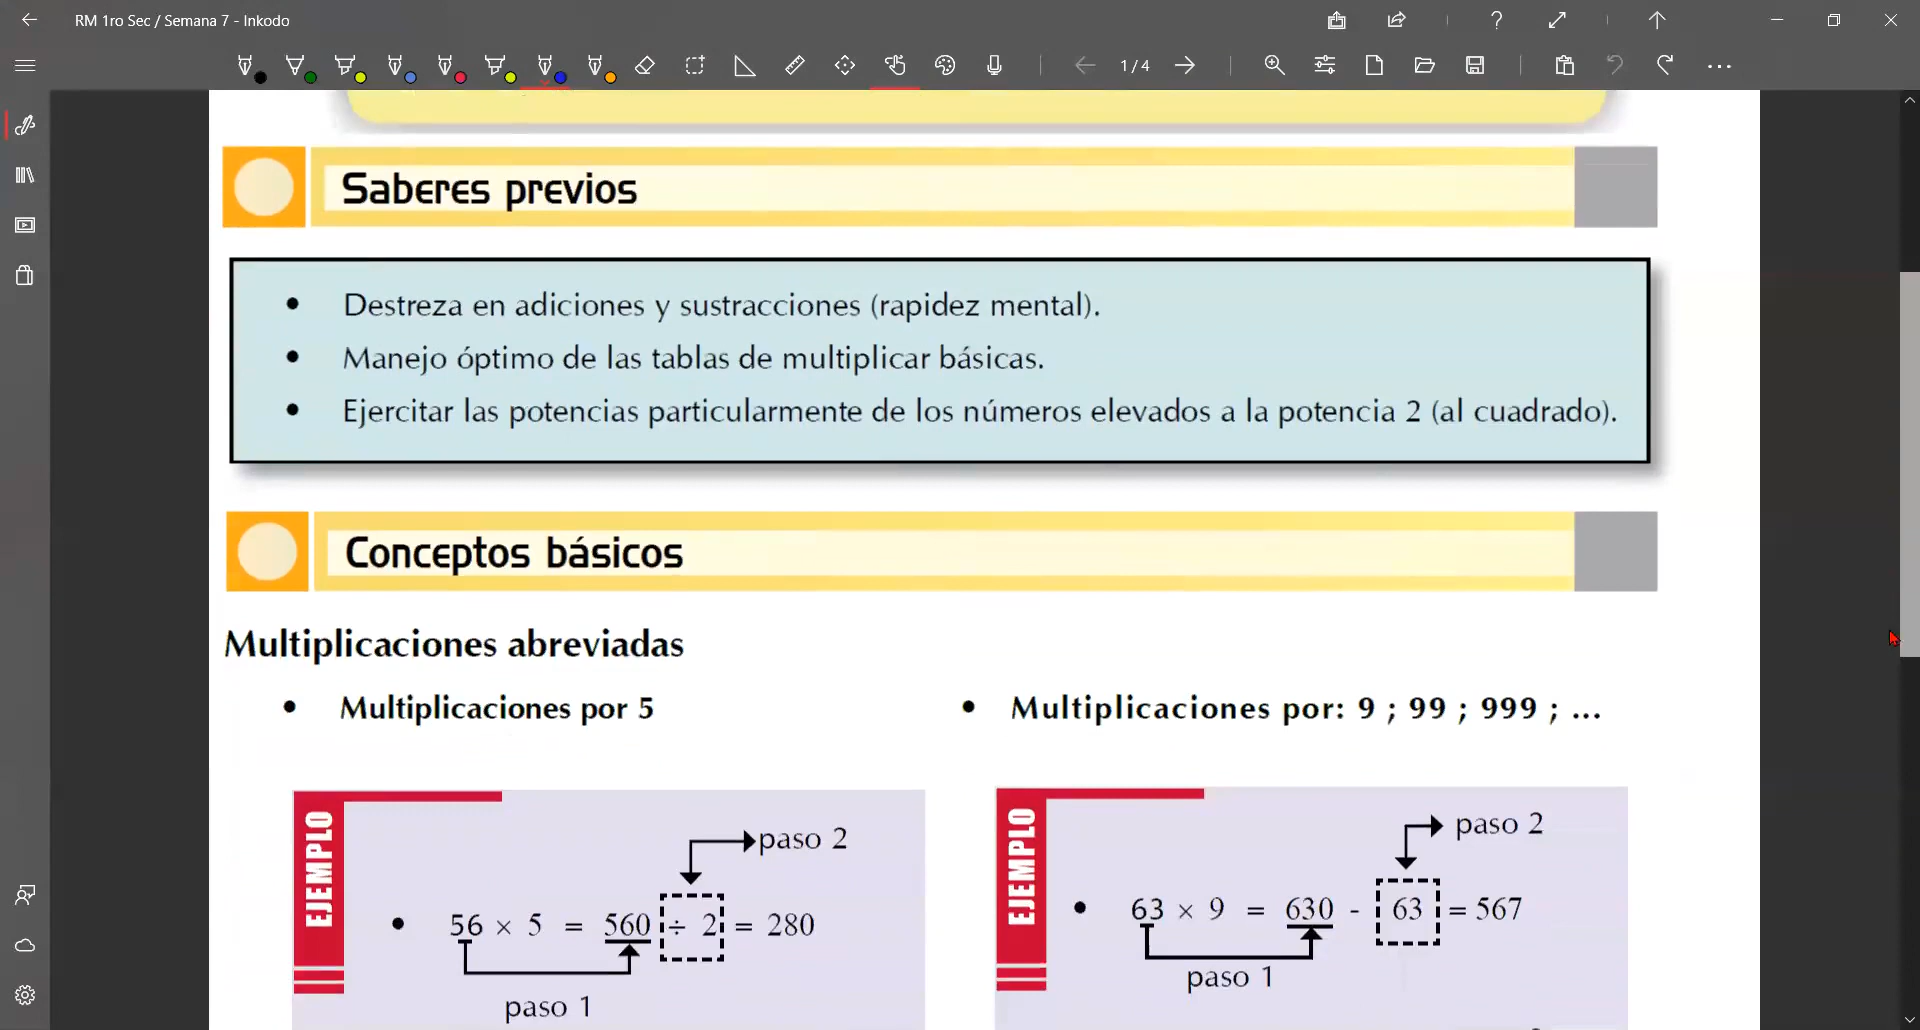 RM 1ro Sec / Semana 7 - Inkodo
1 / 4
Saberes previos
• Destreza en adiciones y sustracciones (rapidez mental).
• Manejo óptimo de las tablas de multiplicar básicas.
• Ejercitar las potencias particularmente de los números elevados a la potencia 2 (al cuadrado).
Conceptos básicos
Multiplicaciones abreviadas
• Multiplicaciones por 5
EJEMPLO
paso 2
• 56 × 5 = 560 ÷ 2 = 280
paso 1
• Multiplicaciones por: 9 ; 99 ; 999 ; ...
EJEMPLO
paso 2
• 63 × 9 = 630 - 63 = 567
paso 1